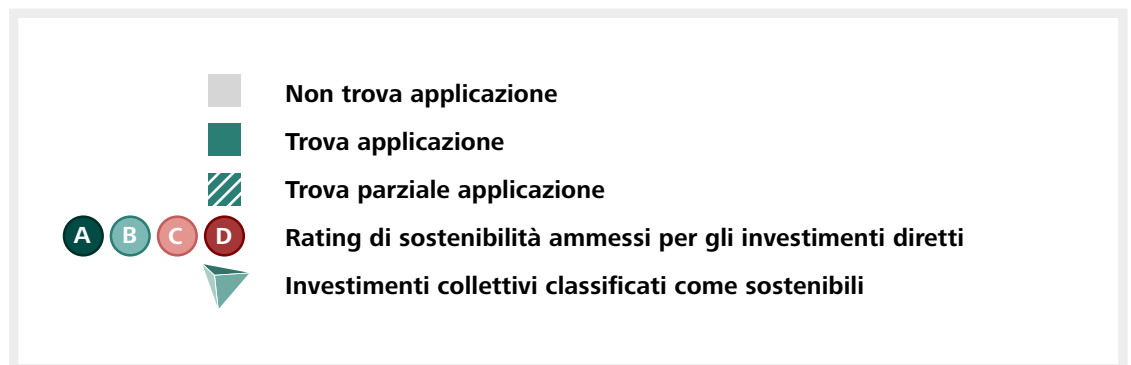 Non trova applicazione
Trova applicazione
Trova parziale applicazione
A B C D Rating di sostenibilità ammessi per gli investimenti diretti
Investimenti collettivi classificati come sostenibili